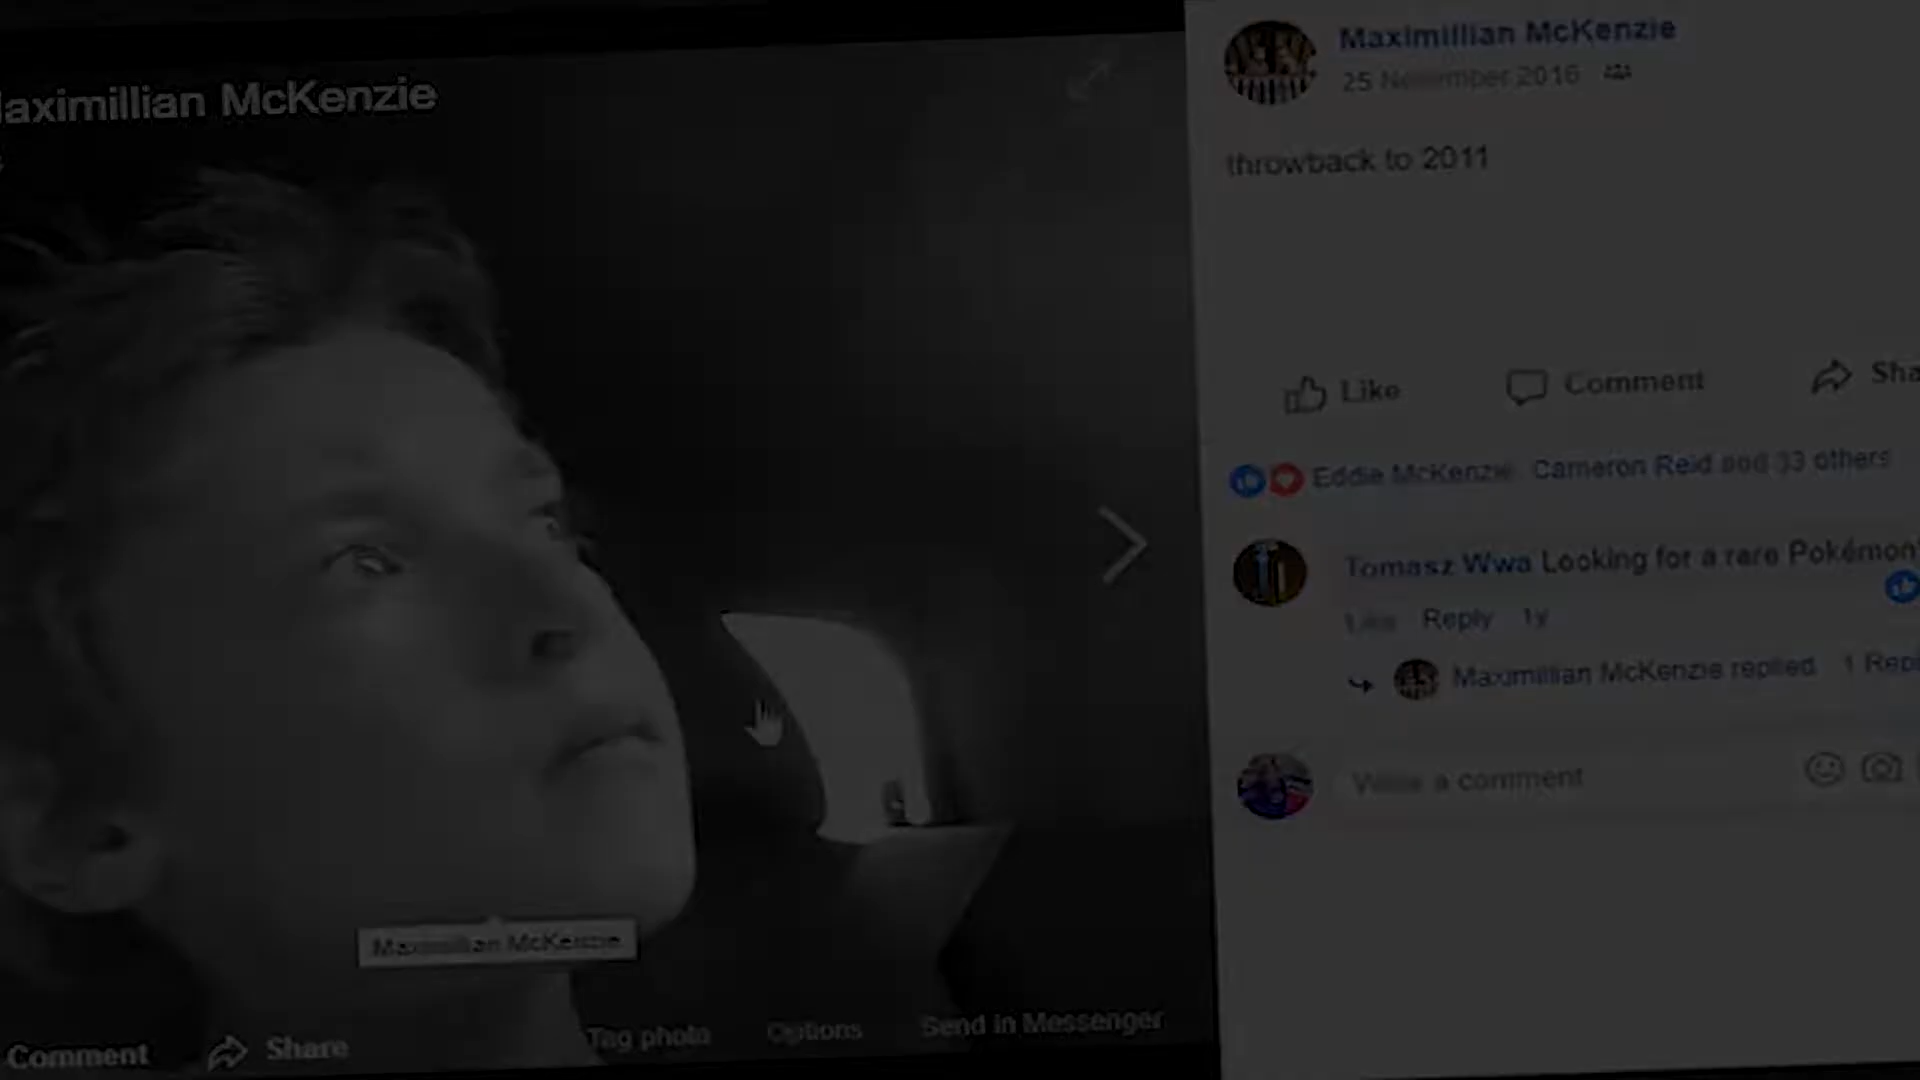 Maximillian McKenzie
25 November 2016
aximillian McKenzie
throwback to 2011
Like Comment Sha
Eddie McKenzie, Cameron Reid and 33 others
Tomasz Wwa Looking for a rare Pokémon?
Like Reply 1y
Maximillian McKenzie replied 1 Repl
Write a comment
Maximillian McKenzie
Tag photo Options Send in Messenger
Comment Share